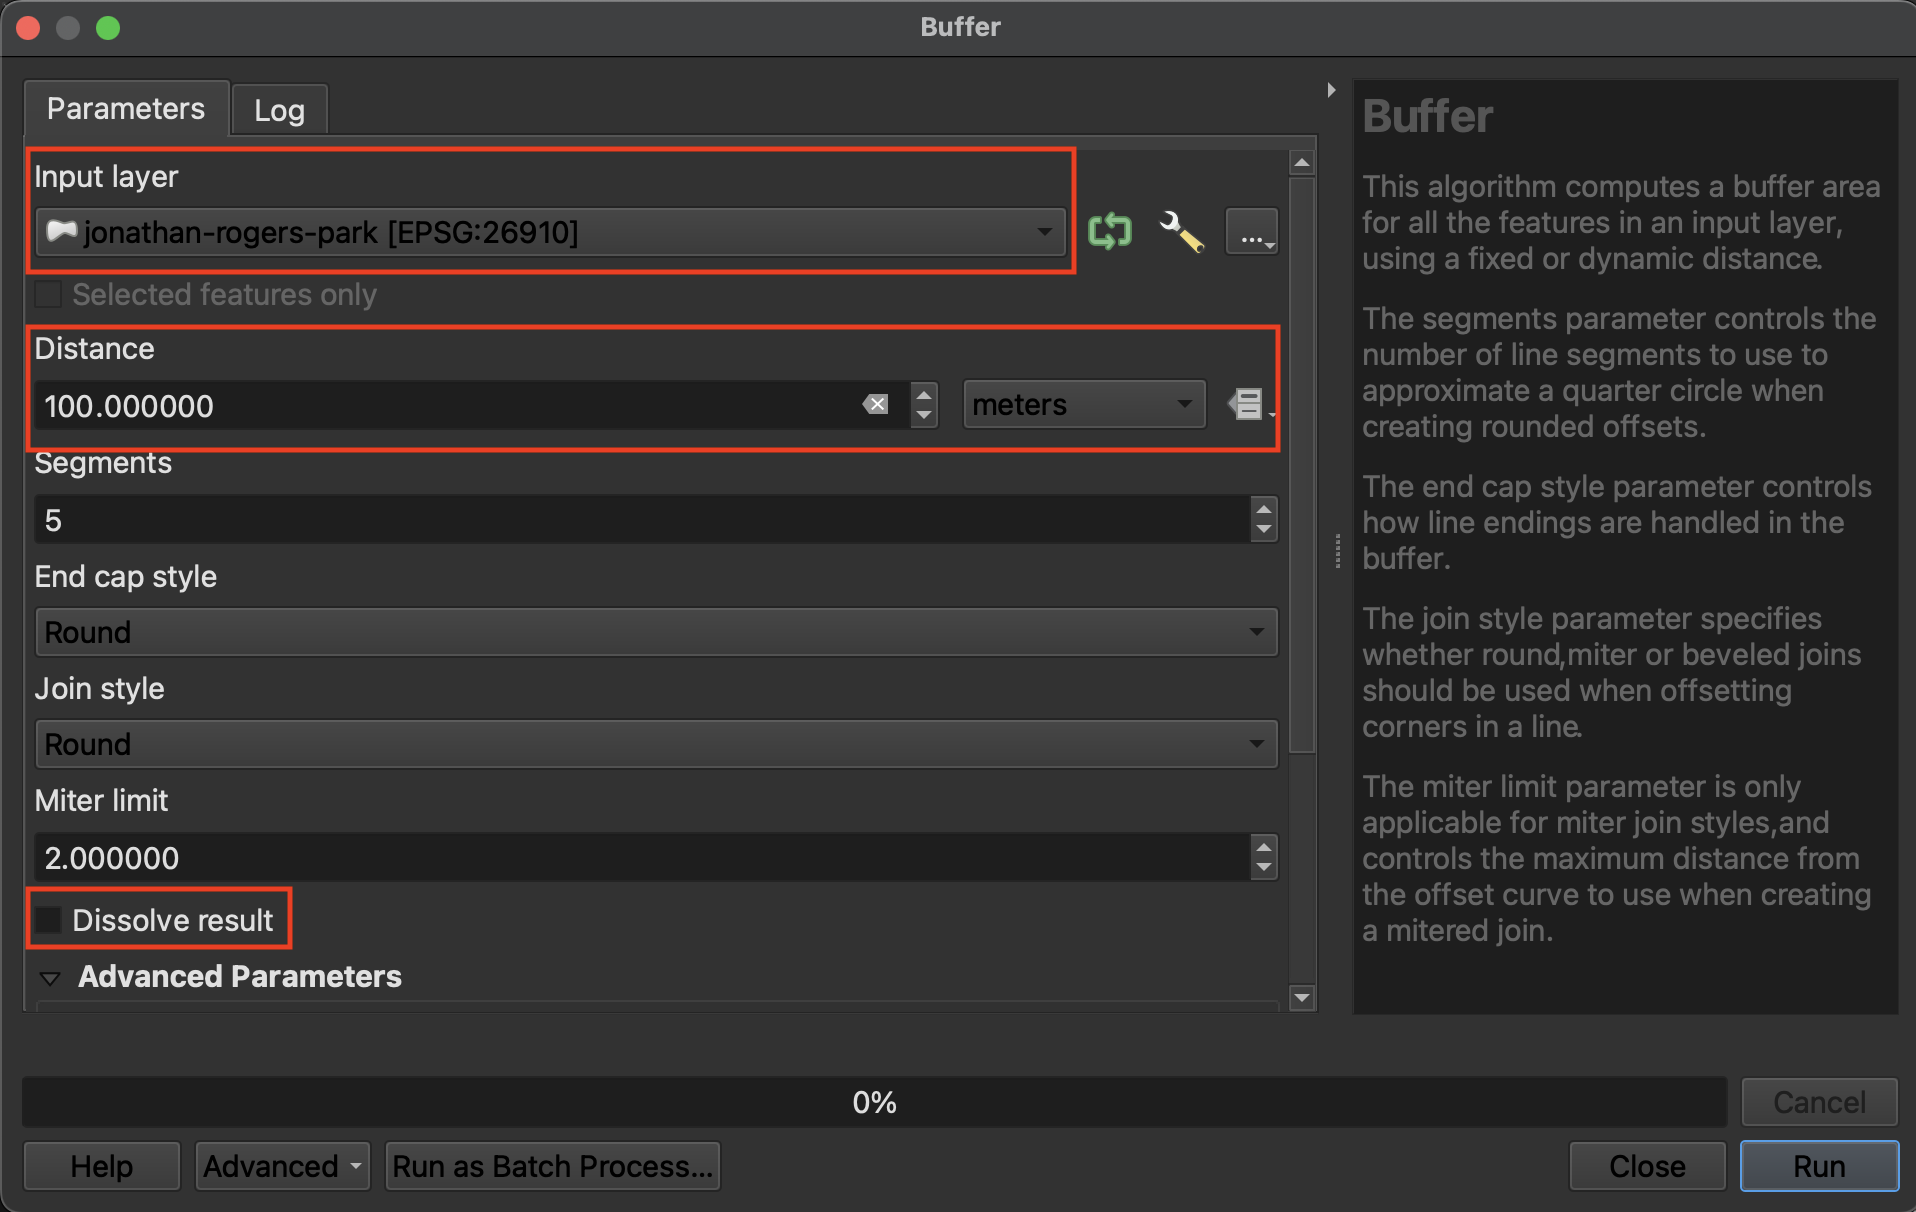 Buffer
Parameters
Log
Input layer
jonathan-rogers-park [EPSG:26910]
...
Selected features only
Distance
100.000000
meters
Segments
5
End cap style
Round
Join style
Round
Miter limit
2.000000
Dissolve result
Advanced Parameters
Buffer
This algorithm computes a buffer area
for all the features in an input layer,
using a fixed or dynamic distance.
The segments parameter controls the
number of line segments to use to
approximate a quarter circle when
creating rounded offsets.
The end cap style parameter controls
how line endings are handled in the
buffer.
The join style parameter specifies
whether round,miter or beveled joins
should be used when offsetting
corners in a line.
The miter limit parameter is only
applicable for miter join styles,and
controls the maximum distance from
the offset curve to use when creating
a mitered join.
0%
Cancel
Help
Advanced
Run as Batch Process...
Close
Run